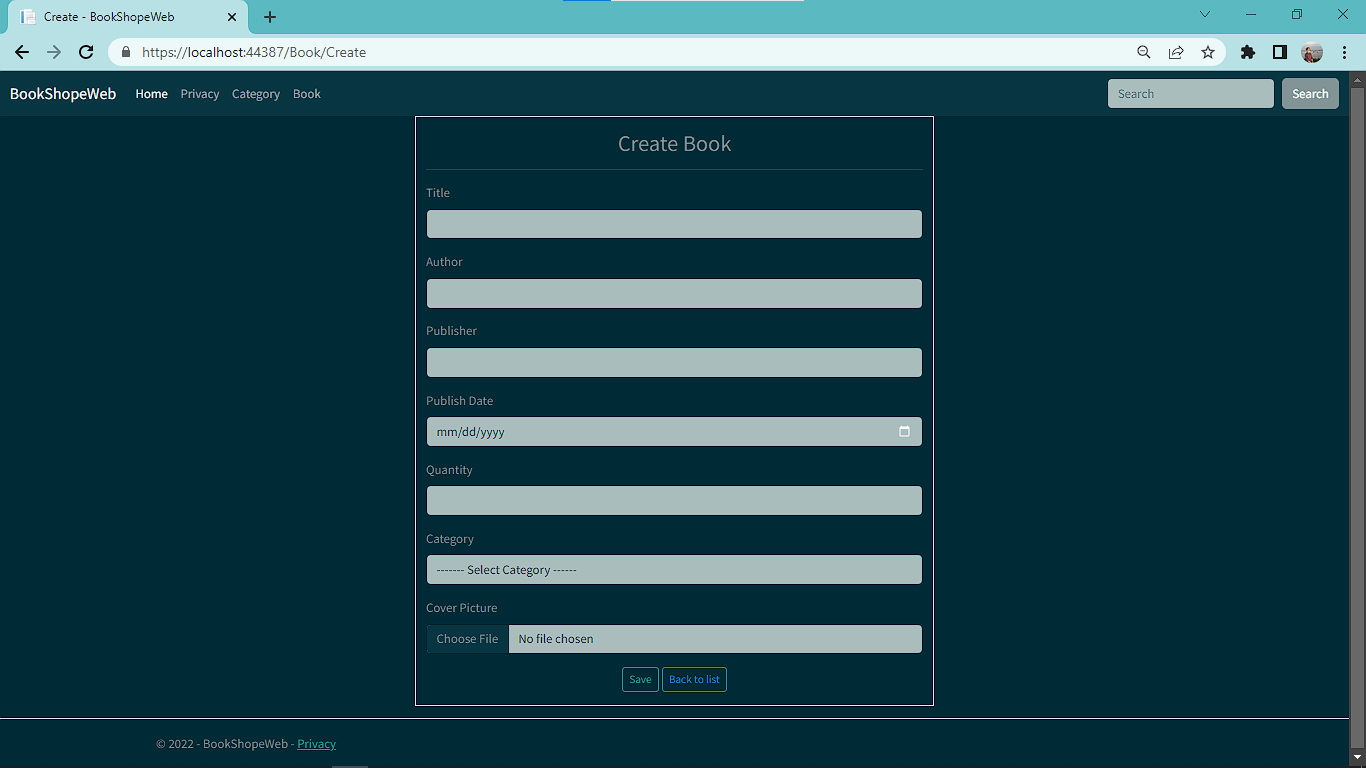 Create - BookShopeWeb
https://localhost:44387/Book/Create
BookShopeWeb Home Privacy Category Book Search Search
Create Book
Title
Author
Publisher
Publish Date
mm/dd/yyyy
Quantity
Category
------- Select Category ------
Cover Picture
Choose File No file chosen
Save Back to list
© 2022 - BookShopeWeb - Privacy